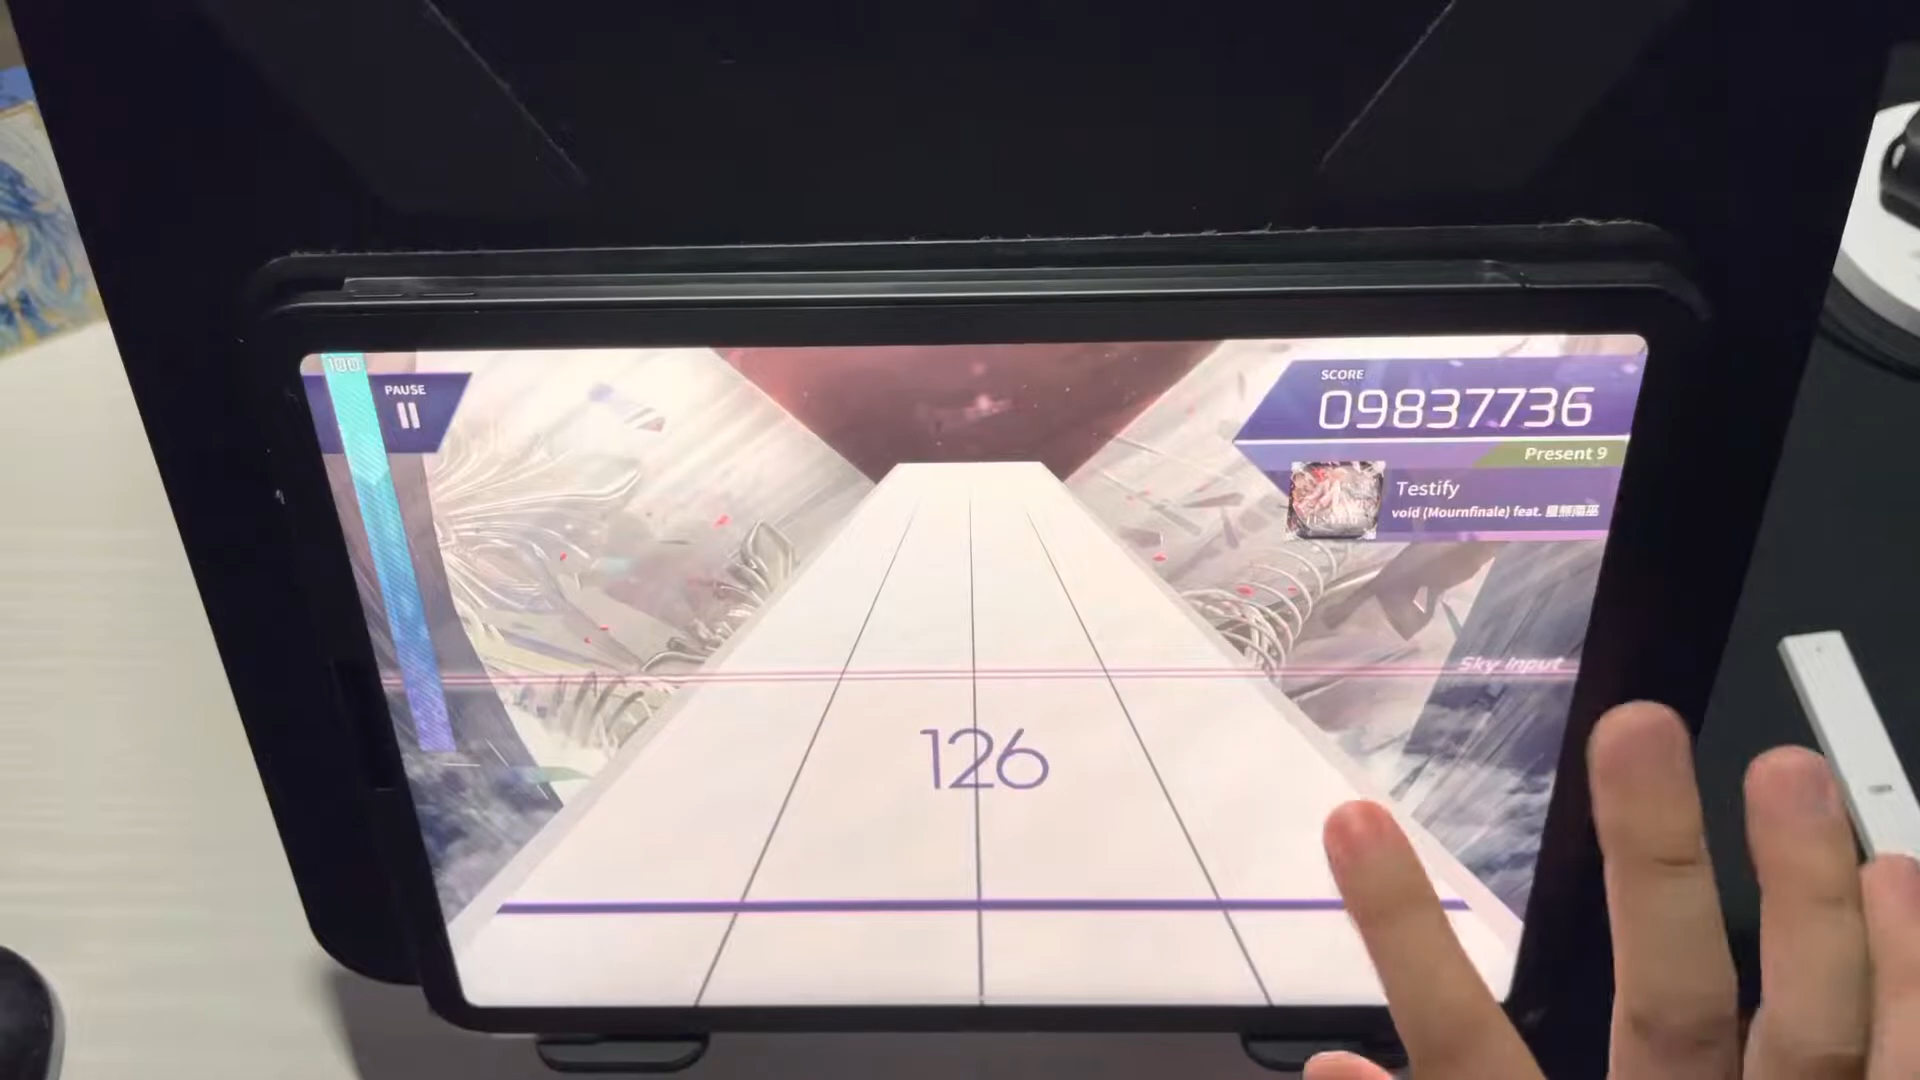 100
PAUSE
SCORE
09837736
Present 9
Testify
void (Mournfinale) feat. 星熊南巫
Sky Input
126